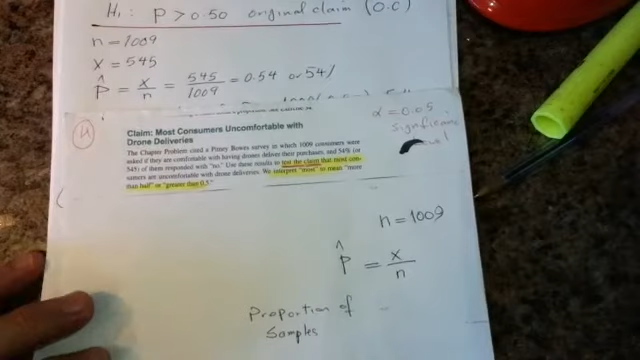 H₁: P > 0.50 original claim (O.C)
n = 1009
X = 545
p̂ = x/n = 545/1009 = 0.54 or 54%
4
α = 0.05
Claim: Most Consumers Uncomfortable with
Drone Deliveries
The Chapter Problem cited a Pitney Bowes survey in which 1009 consumers were
asked if they are comfortable with having drones deliver their purchases, and 54% (or
545) of them responded with "no." Use these results to test the claim that most con-
sumers are uncomfortable with drone deliveries. We interpret "most" to mean "more
than half" or "greater than 0.5."
n = 1009
p̂ = x/n
Proportion of
Samples